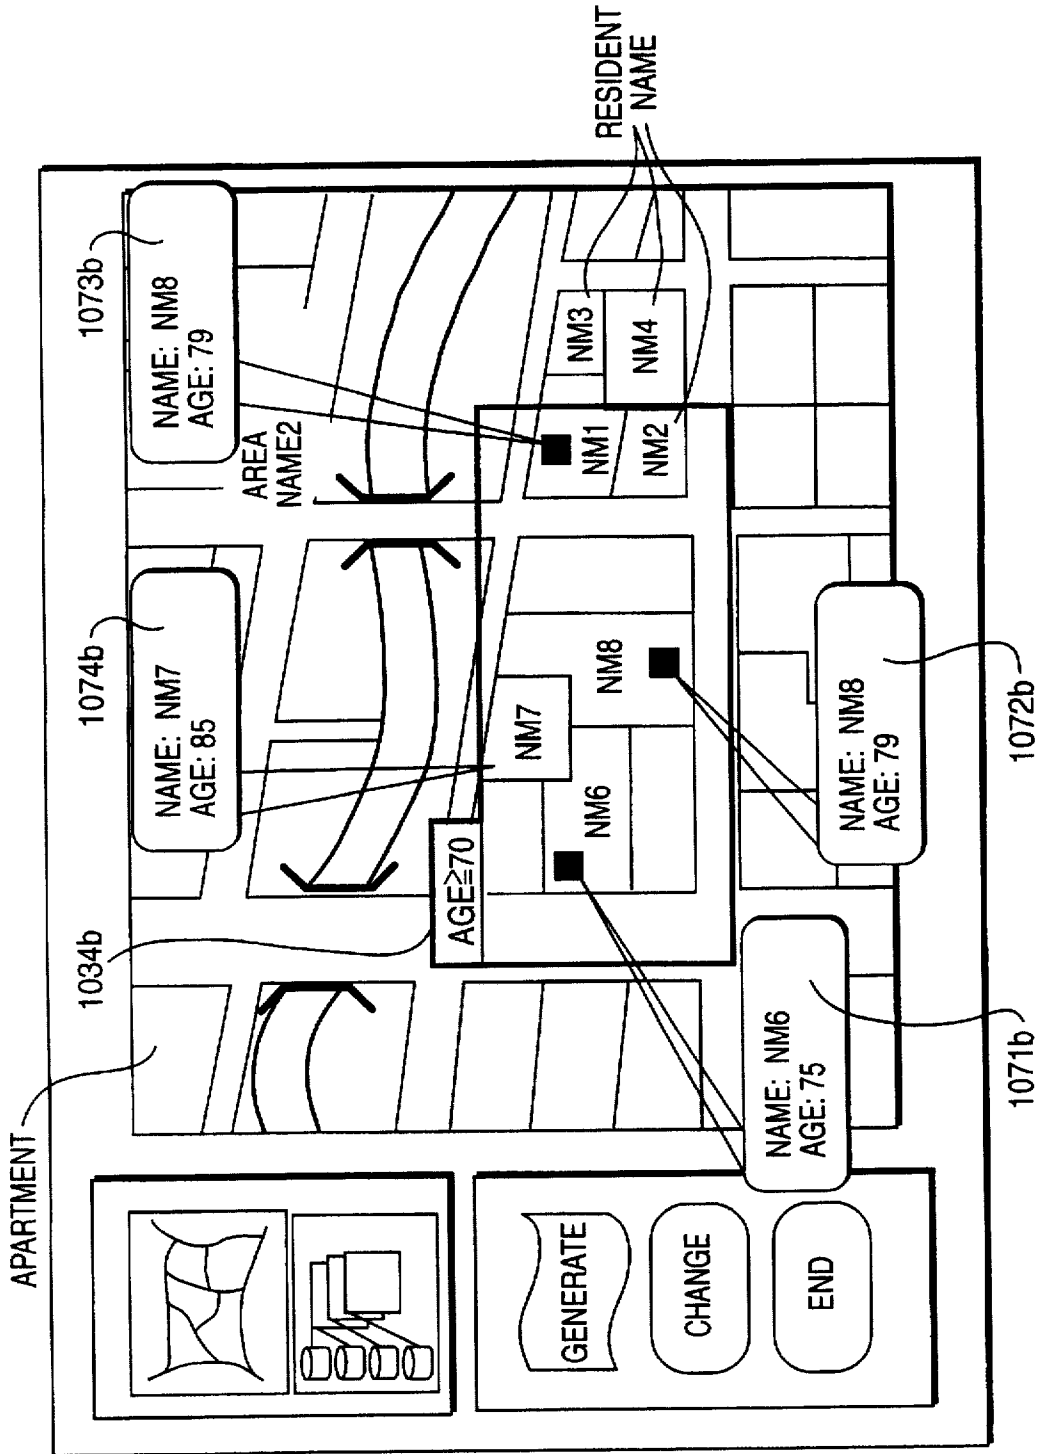 APARTMENT
1034b
1074b
1073b
NAME: NM7
AGE: 85
NAME: NM8
AGE: 79
AREA
NAME2
AGE≧70
NM7
NM6
NM8
NM1
NM2
NM3
NM4
RESIDENT
NAME
GENERATE
CHANGE
END
NAME: NM6
AGE: 75
NAME: NM8
AGE: 79
1071b
1072b